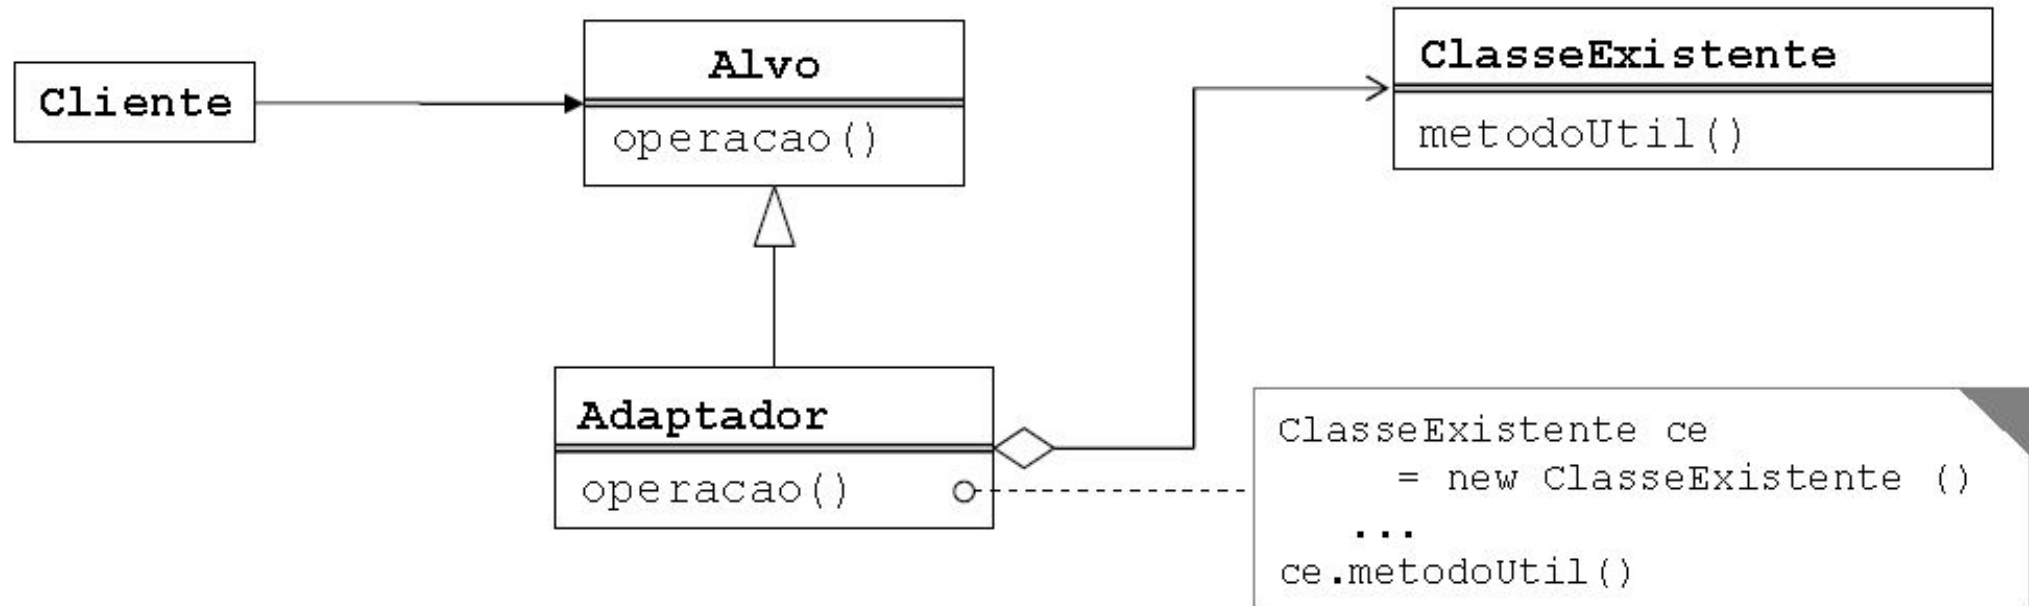 Cliente
Alvo
operacao()
ClasseExistente
metodoUtil()
Adaptador
operacao()
ClasseExistente ce
= new ClasseExistente ()
...
ce.metodoUtil()